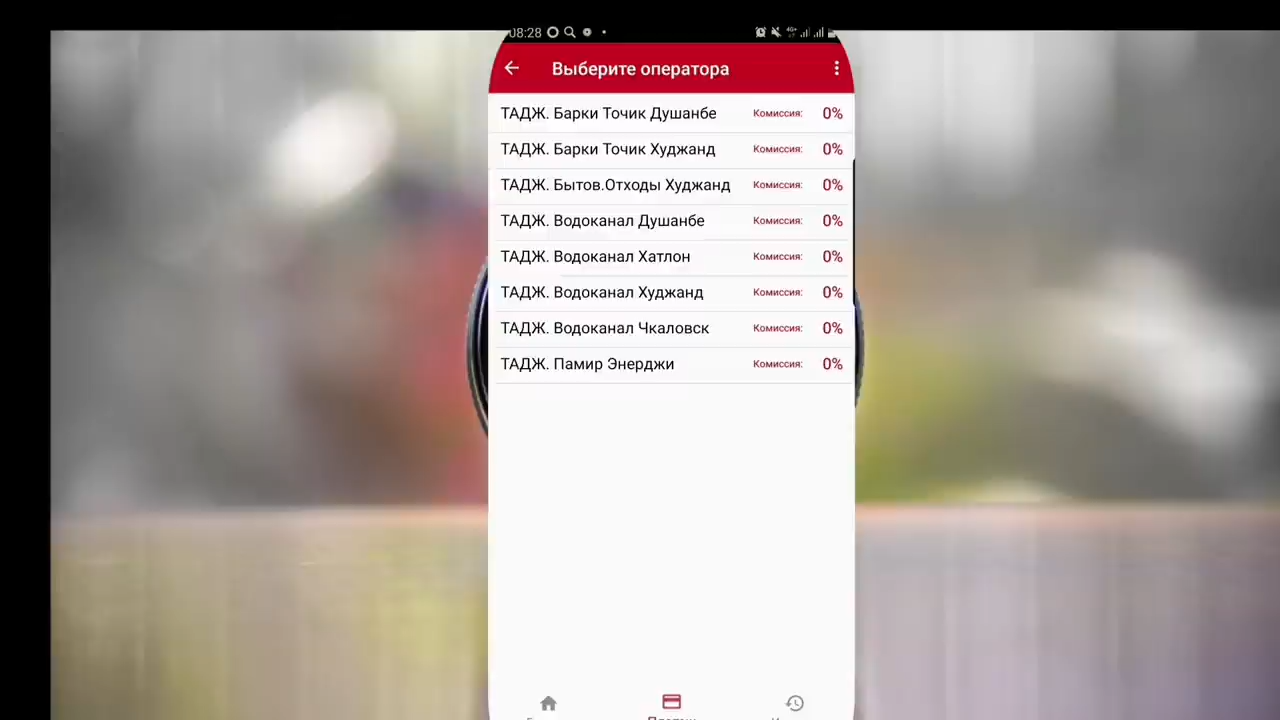 08:28
Выберите оператора
ТАДЖ. Барки Точик Душанбе Комиссия: 0%
ТАДЖ. Барки Точик Худжанд Комиссия: 0%
ТАДЖ. Бытов.Отходы Худжанд Комиссия: 0%
ТАДЖ. Водоканал Душанбе Комиссия: 0%
ТАДЖ. Водоканал Хатлон Комиссия: 0%
ТАДЖ. Водоканал Худжанд Комиссия: 0%
ТАДЖ. Водоканал Чкаловск Комиссия: 0%
ТАДЖ. Памир Энерджи Комиссия: 0%